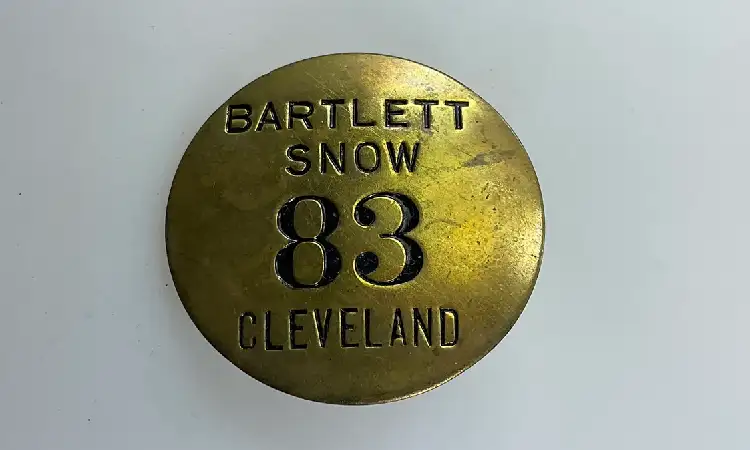 BARTLETT
SNOW
83
CLEVELAND